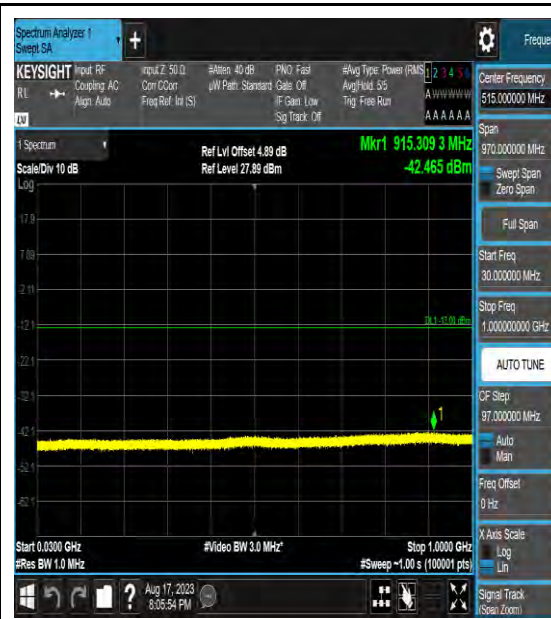 Spectrum Analyzer 1
Swept SA
Freque
KEYSIGHT Input: RF Input Z: 50 Ω #Atten: 40 dB PNO: Fast #Avg Type: Power (RMS 1 2 3 4 5 6
RL Coupling: AC Corr CCorr µW Path: Standard Gate: Off Avg|Hold: 5/5 A W W W W W
Align: Auto Freq Ref: Int (S) IF Gain: Low Trig: Free Run
Sig Track: Off A A A A A A
LW
1 Spectrum
Ref Lvl Offset 4.89 dB Mkr1 915.309 3 MHz
Scale/Div 10 dB Ref Level 27.89 dBm -42.465 dBm
Log
17.9
7.89
-2.11
-12.1
DL1 -13.00 dBm
-22.1
-32.1
-42.1
1
-52.1
-62.1
Start 0.0300 GHz #Video BW 3.0 MHz* Stop 1.0000 GHz
#Res BW 1.0 MHz #Sweep ~1.00 s (100001 pts)
?
Aug 17, 2023
8:05:54 PM
Center Frequency
515.000000 MHz
Span
970.000000 MHz
Swept Span
Zero Span
Full Span
Start Freq
30.000000 MHz
Stop Freq
1.000000000 GHz
AUTO TUNE
CF Step
97.000000 MHz
Auto
Man
Freq Offset
0 Hz
X Axis Scale
Log
Lin
Signal Track
(Span Zoom)